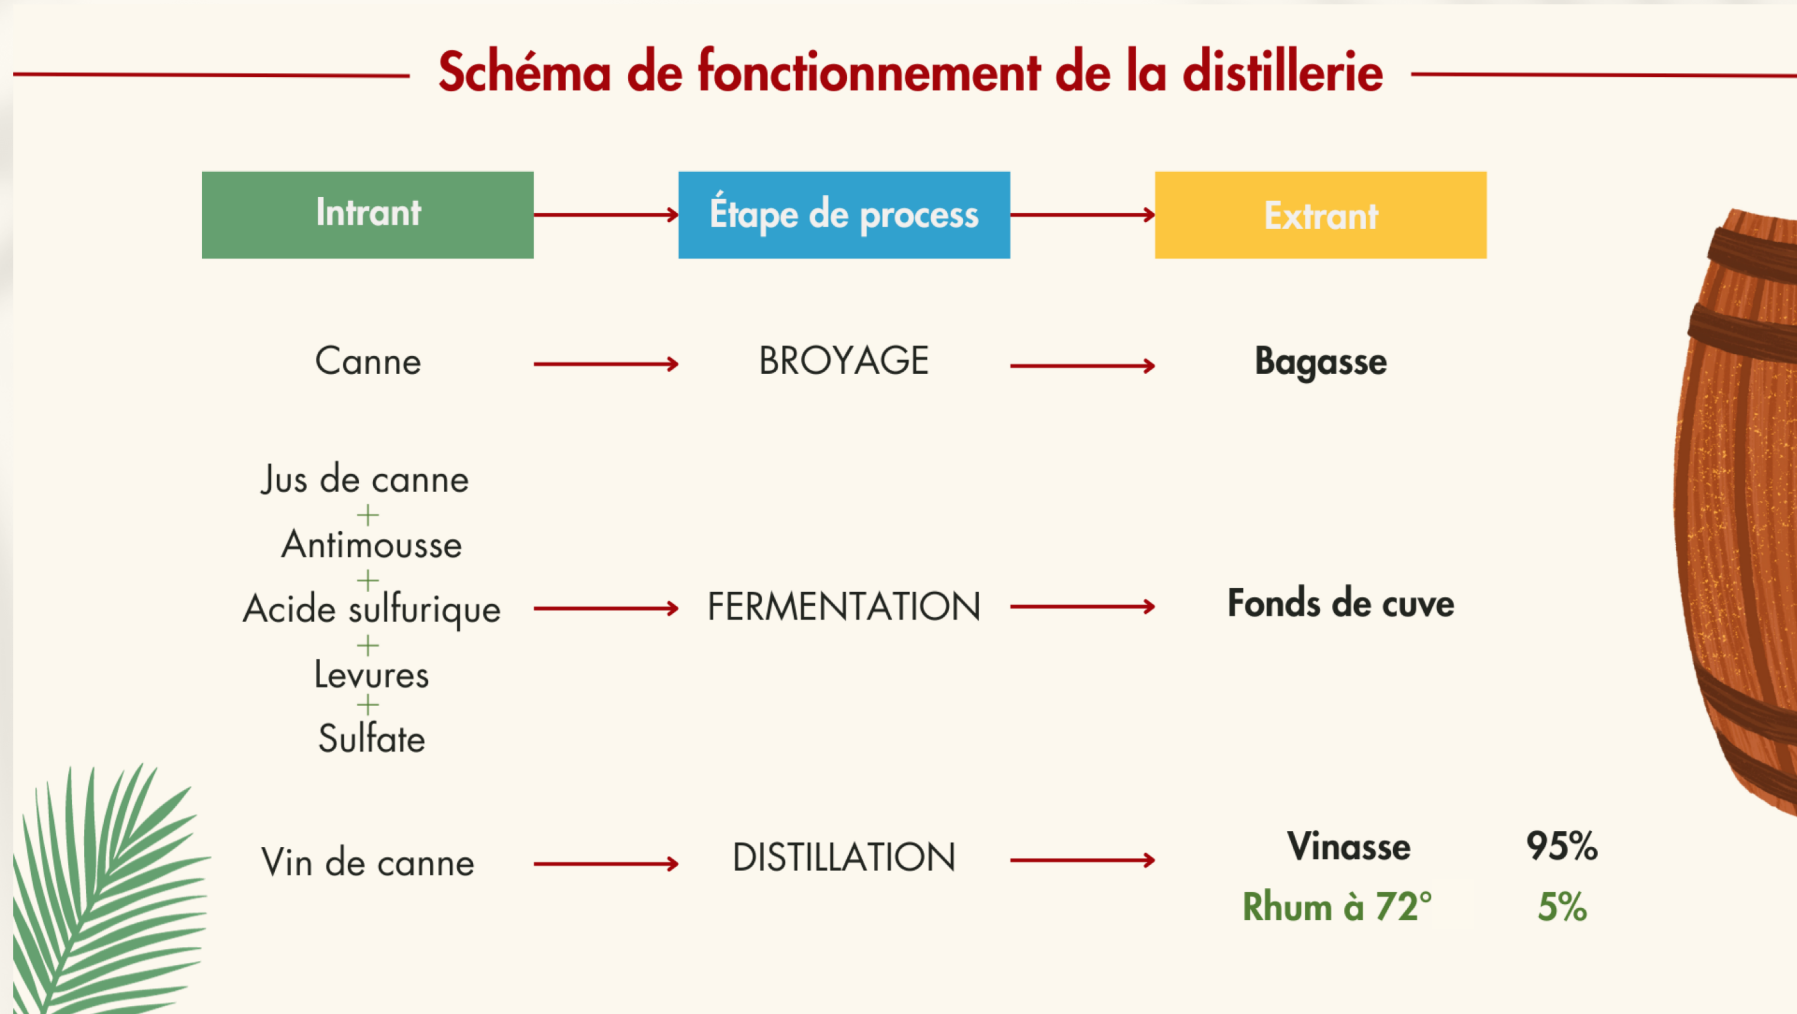 Schéma de fonctionnement de la distillerie
Intrant
Étape de process
Extrant
Canne
BROYAGE
Bagasse
Jus de canne
+
Antimousse
+
Acide sulfurique
+
Levures
+
Sulfate
FERMENTATION
Fonds de cuve
Vin de canne
DISTILLATION
Vinasse 95%
Rhum à 72° 5%